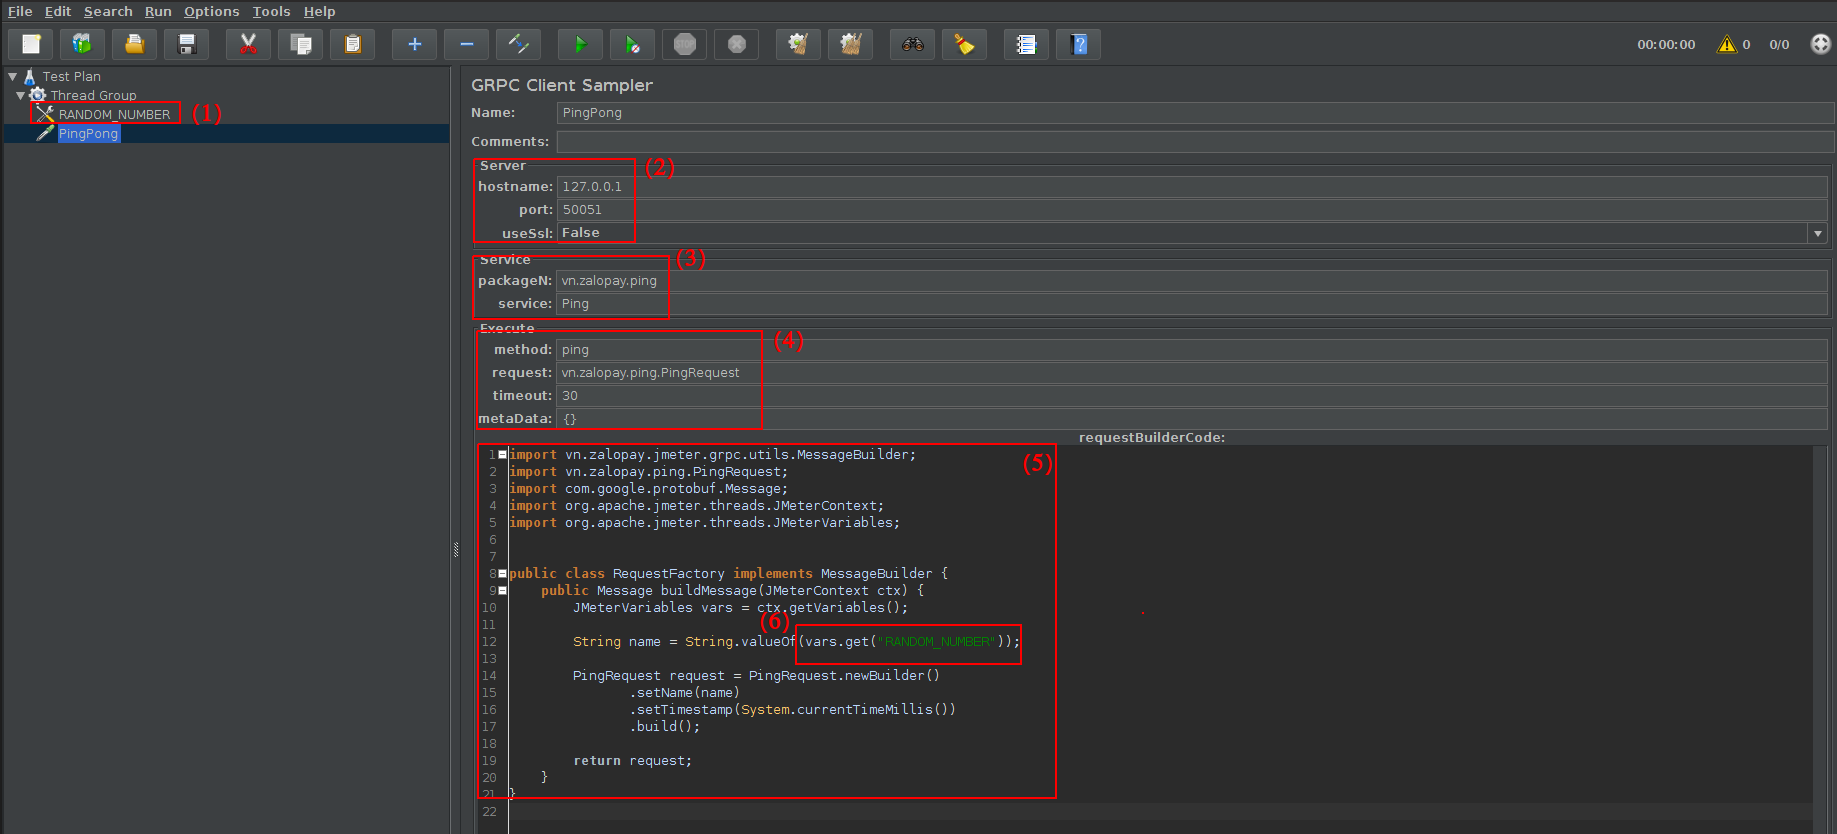 File Edit Search Run Options Tools Help
STOP
00:00:00 0 0/0
Test Plan
Thread Group
RANDOM_NUMBER (1)
PingPong
GRPC Client Sampler
Name: PingPong
Comments:
Server (2)
hostname: 127.0.0.1
port: 50051
useSsl: False
Service (3)
packageN: vn.zalopay.ping
service: Ping
Execute (4)
method: ping
request: vn.zalopay.ping.PingRequest
timeout: 30
metaData: {}
requestBuilderCode:
(5)
1 import vn.zalopay.jmeter.grpc.utils.MessageBuilder;
2 import vn.zalopay.ping.PingRequest;
3 import com.google.protobuf.Message;
4 import org.apache.jmeter.threads.JMeterContext;
5 import org.apache.jmeter.threads.JMeterVariables;
6
7
8 public class RequestFactory implements MessageBuilder {
9 public Message buildMessage(JMeterContext ctx) {
10 JMeterVariables vars = ctx.getVariables();
11 (6)
12 String name = String.valueOf(vars.get("RANDOM_NUMBER"));
13
14 PingRequest request = PingRequest.newBuilder()
15 .setName(name)
16 .setTimestamp(System.currentTimeMillis())
17 .build();
18
19 return request;
20 }
21 }
22